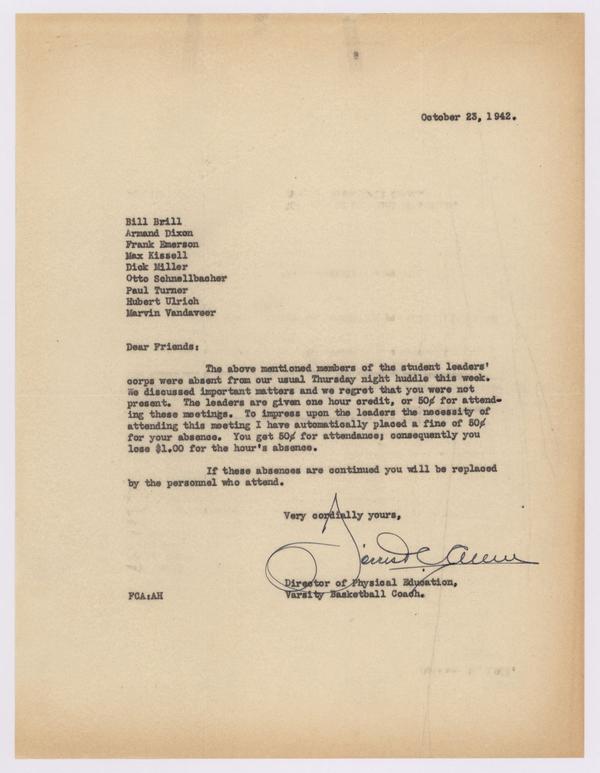 October 23, 1942.
Bill Brill
Armand Dixon
Frank Emerson
Max Kissell
Dick Miller
Otto Schnellbacher
Paul Turner
Hubert Ulrich
Marvin Vandaveer
Dear Friends:
The above mentioned members of the student leaders'
corps were absent from our usual Thursday night huddle this week.
We discussed important matters and we regret that you were not
present. The leaders are given one hour credit, or 50¢ for attend-
ing these meetings. To impress upon the leaders the necessity of
attending this meeting I have automatically placed a fine of 50¢
for your absence. You get 50¢ for attendance; consequently you
lose $1.00 for the hour's absence.
If these absences are continued you will be replaced
by the personnel who attend.
Very cordially yours,
Forrest C. Allen
Director of Physical Education,
FCA:AH Varsity Basketball Coach.